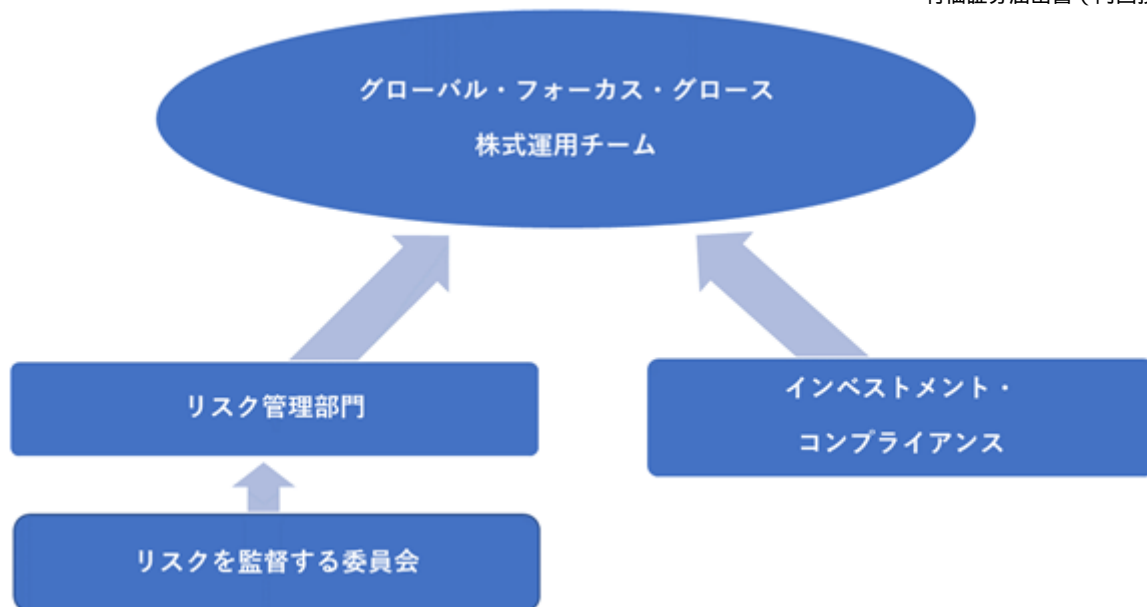 グローバル・フォーカス・グロース
株式運用チーム
リスク管理部門
インベストメント・
コンプライアンス
リスクを監督する委員会